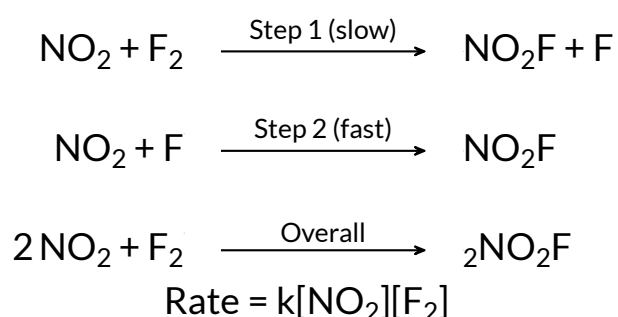 NO₂ + F₂ Step 1 (slow) NO₂F + F
NO₂ + F Step 2 (fast) NO₂F
2 NO₂ + F₂ Overall ₂NO₂F
Rate = k[NO₂][F₂]